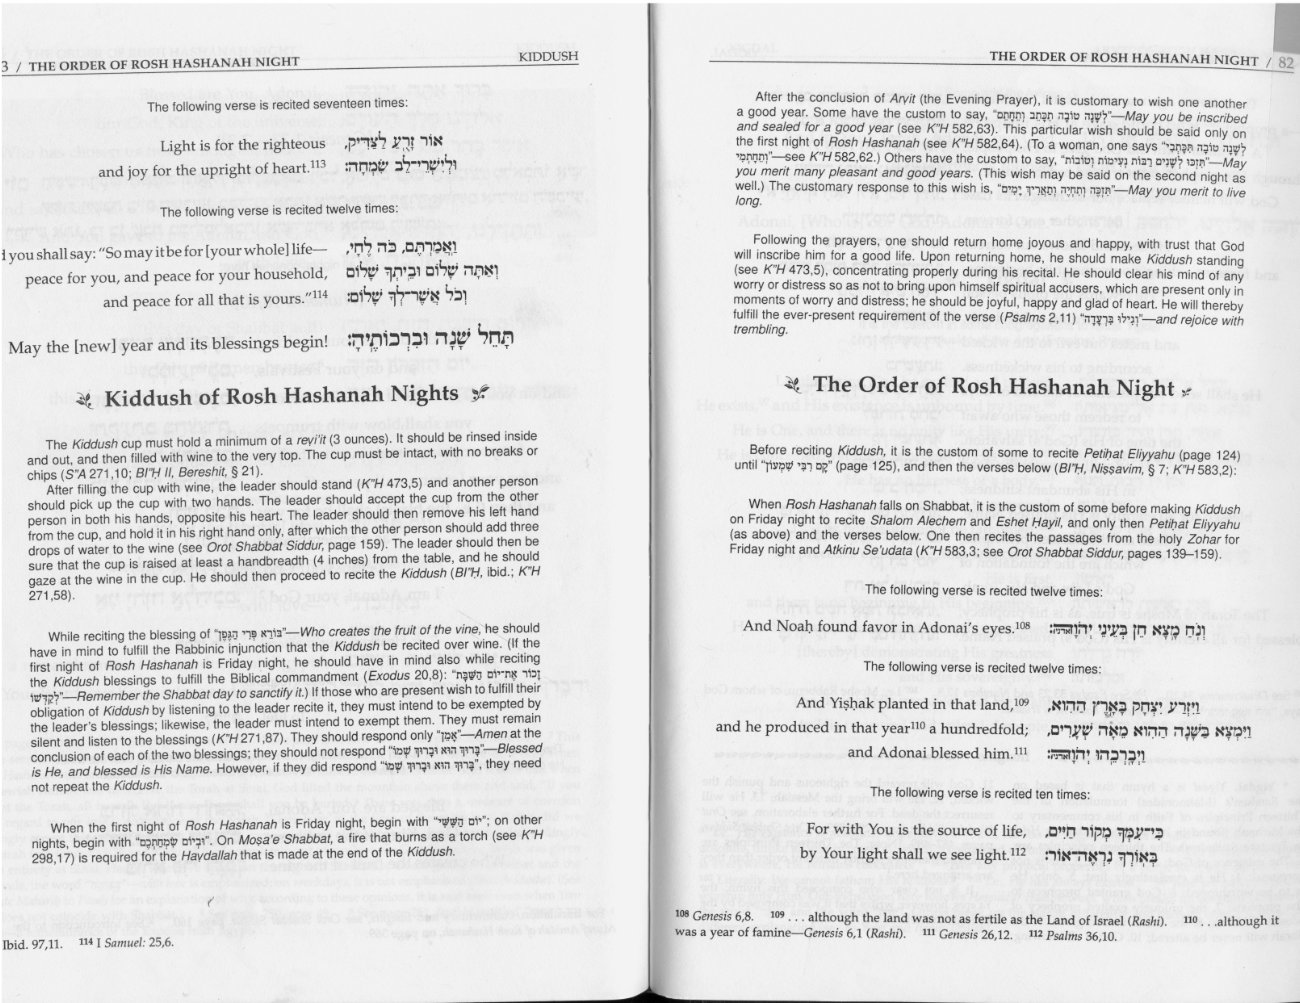 THE ORDER OF ROSH HASHANAH NIGHT / 82
After the conclusion of Arvit (the Evening Prayer), it is customary to wish one another
a good year. Some have the custom to say, "לְשָׁנָה טוֹבָה תִּכָּתֵב וְתֵחָתֵם"—May you be inscribed
and sealed for a good year (see K"H 582,63). This particular wish should be said only on
the first night of Rosh Hashanah (see K"H 582,64). (To a woman, one says "לְשָׁנָה טוֹבָה תִּכָּתְבִי
וְתֵחָתְמִי"—see K"H 582,62.) Others have the custom to say, "תִּזְכּוּ לְשָׁנִים רַבּוֹת נְעִימוֹת וְטוֹבוֹת"—May
you merit many pleasant and good years. (This wish may be said on the second night as
well.) The customary response to this wish is, "תִּזְכֶּה וְתִחְיֶה וְתַאֲרִיךְ יָמִים"—May you merit to live
long.
Following the prayers, one should return home joyous and happy, with trust that God
will inscribe him for a good life. Upon returning home, he should make Kiddush standing
(see K"H 473,5), concentrating properly during his recital. He should clear his mind of any
worry or distress so as not to bring upon himself spiritual accusers, which are present only in
moments of worry and distress; he should be joyful, happy and glad of heart. He will thereby
fulfill the ever-present requirement of the verse (Psalms 2,11) "וְגִילוּ בִּרְעָדָה"—and rejoice with
trembling.
The Order of Rosh Hashanah Night
Before reciting Kiddush, it is the custom of some to recite Petiḥat Eliyyahu (page 124)
until "קָם רִבִּי שִׁמְעוֹן" (page 125), and then the verses below (BI"Ḥ, Niṣṣavim, § 7; K"H 583,2):
When Rosh Hashanah falls on Shabbat, it is the custom of some before making Kiddush
on Friday night to recite Shalom Alechem and Eshet Hayil, and only then Petiḥat Eliyyahu
(as above) and the verses below. One then recites the passages from the holy Zohar for
Friday night and Atkinu Se'udata (K"H 583,3; see Orot Shabbat Siddur, pages 139–159).
The following verse is recited twelve times:
And Noaḥ found favor in Adonai's eyes.108 וְנֹחַ מָצָא חֵן בְּעֵינֵי יְהֹוָה:
The following verse is recited twelve times:
And Yiṣḥak planted in that land,109 וַיִּזְרַע יִצְחָק בָּאָרֶץ הַהִוא,
and he produced in that year110 a hundredfold; וַיִּמְצָא בַּשָּׁנָה הַהִוא מֵאָה שְׁעָרִים,
and Adonai blessed him.111 וַיְבָרְכֵהוּ יְהֹוָה:
The following verse is recited ten times:
For with You is the source of life, כִּי־עִמְּךָ מְקוֹר חַיִּים,
by Your light shall we see light.112 בְּאוֹרְךָ נִרְאֶה־אוֹר:
108 Genesis 6,8. 109 . . . although the land was not as fertile as the Land of Israel (Rashi). 110 . . .although it
was a year of famine—Genesis 6,1 (Rashi). 111 Genesis 26,12. 112 Psalms 36,10.
3 / THE ORDER OF ROSH HASHANAH NIGHT KIDDUSH
The following verse is recited seventeen times:
Light is for the righteous אוֹר זָרֻעַ לַצַּדִּיק,
and joy for the upright of heart.113 וּלְיִשְׁרֵי־לֵב שִׂמְחָה:
The following verse is recited twelve times:
d you shall say: "So may it be for [your whole] life— וַאֲמַרְתֶּם, כֹּה לֶחָי,
peace for you, and peace for your household, וְאַתָּה שָׁלוֹם וּבֵיתְךָ שָׁלוֹם
and peace for all that is yours."114 וְכֹל אֲשֶׁר־לְךָ שָׁלוֹם:
May the [new] year and its blessings begin! תָּחֵל שָׁנָה וּבִרְכוֹתֶיהָ:
Kiddush of Rosh Hashanah Nights
The Kiddush cup must hold a minimum of a revi'it (3 ounces). It should be rinsed inside
and out, and then filled with wine to the very top. The cup must be intact, with no breaks or
chips (S"A 271,10; BI"Ḥ II, Bereshit, § 21).
After filling the cup with wine, the leader should stand (K"H 473,5) and another person
should pick up the cup with two hands. The leader should accept the cup from the other
person in both his hands, opposite his heart. The leader should then remove his left hand
from the cup, and hold it in his right hand only, after which the other person should add three
drops of water to the wine (see Orot Shabbat Siddur, page 159). The leader should then be
sure that the cup is raised at least a handbreadth (4 inches) from the table, and he should
gaze at the wine in the cup. He should then proceed to recite the Kiddush (BI"Ḥ, ibid.; K"H
271,58).
While reciting the blessing of "בּוֹרֵא פְּרִי הַגֶּפֶן"—Who creates the fruit of the vine, he should
have in mind to fulfill the Rabbinic injunction that the Kiddush be recited over wine. (If the
first night of Rosh Hashanah is Friday night, he should have in mind also while reciting
the Kiddush blessings to fulfill the Biblical commandment (Exodus 20,8): "זָכוֹר אֶת־יוֹם הַשַּׁבָּת
לְקַדְּשׁוֹ"—Remember the Shabbat day to sanctify it.) If those who are present wish to fulfill their
obligation of Kiddush by listening to the leader recite it, they must intend to be exempted by
the leader's blessings; likewise, the leader must intend to exempt them. They must remain
silent and listen to the blessings (K"H 271,87). They should respond only "אָמֵן"—Amen at the
conclusion of each of the two blessings; they should not respond "בָּרוּךְ הוּא וּבָרוּךְ שְׁמוֹ"—Blessed
is He, and blessed is His Name. However, if they did respond "בָּרוּךְ הוּא וּבָרוּךְ שְׁמוֹ", they need
not repeat the Kiddush.
When the first night of Rosh Hashanah is Friday night, begin with "יוֹם הַשִּׁשִּׁי"; on other
nights, begin with "וּבְיוֹם שִׂמְחַתְכֶם". On Moṣa'e Shabbat, a fire that burns as a torch (see K"H
298,17) is required for the Havdallah that is made at the end of the Kiddush.
Ibid. 97,11. 114 I Samuel: 25,6.